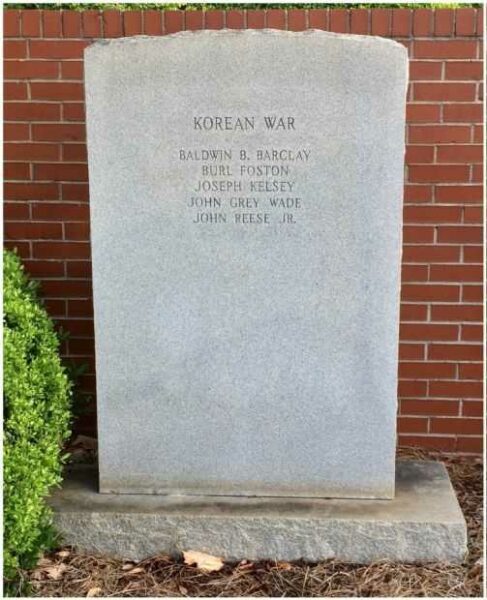 KOREAN WAR
BALDWIN B. BARCLAY
BURL FOSTON
JOSEPH KELSEY
JOHN GREY WADE
JOHN REESE JR.